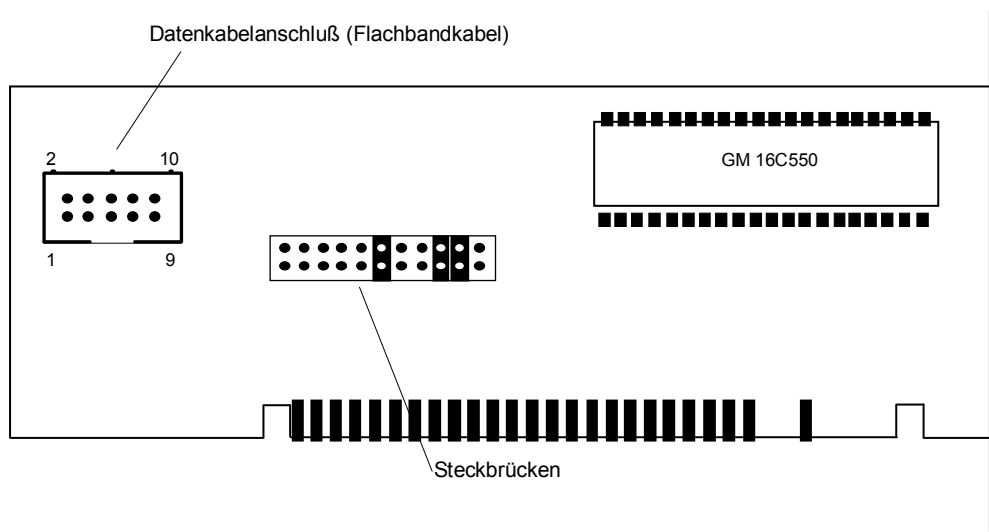 Datenkabelanschluß (Flachbandkabel)
GM 16C550
2 10
1 9
Steckbrücken